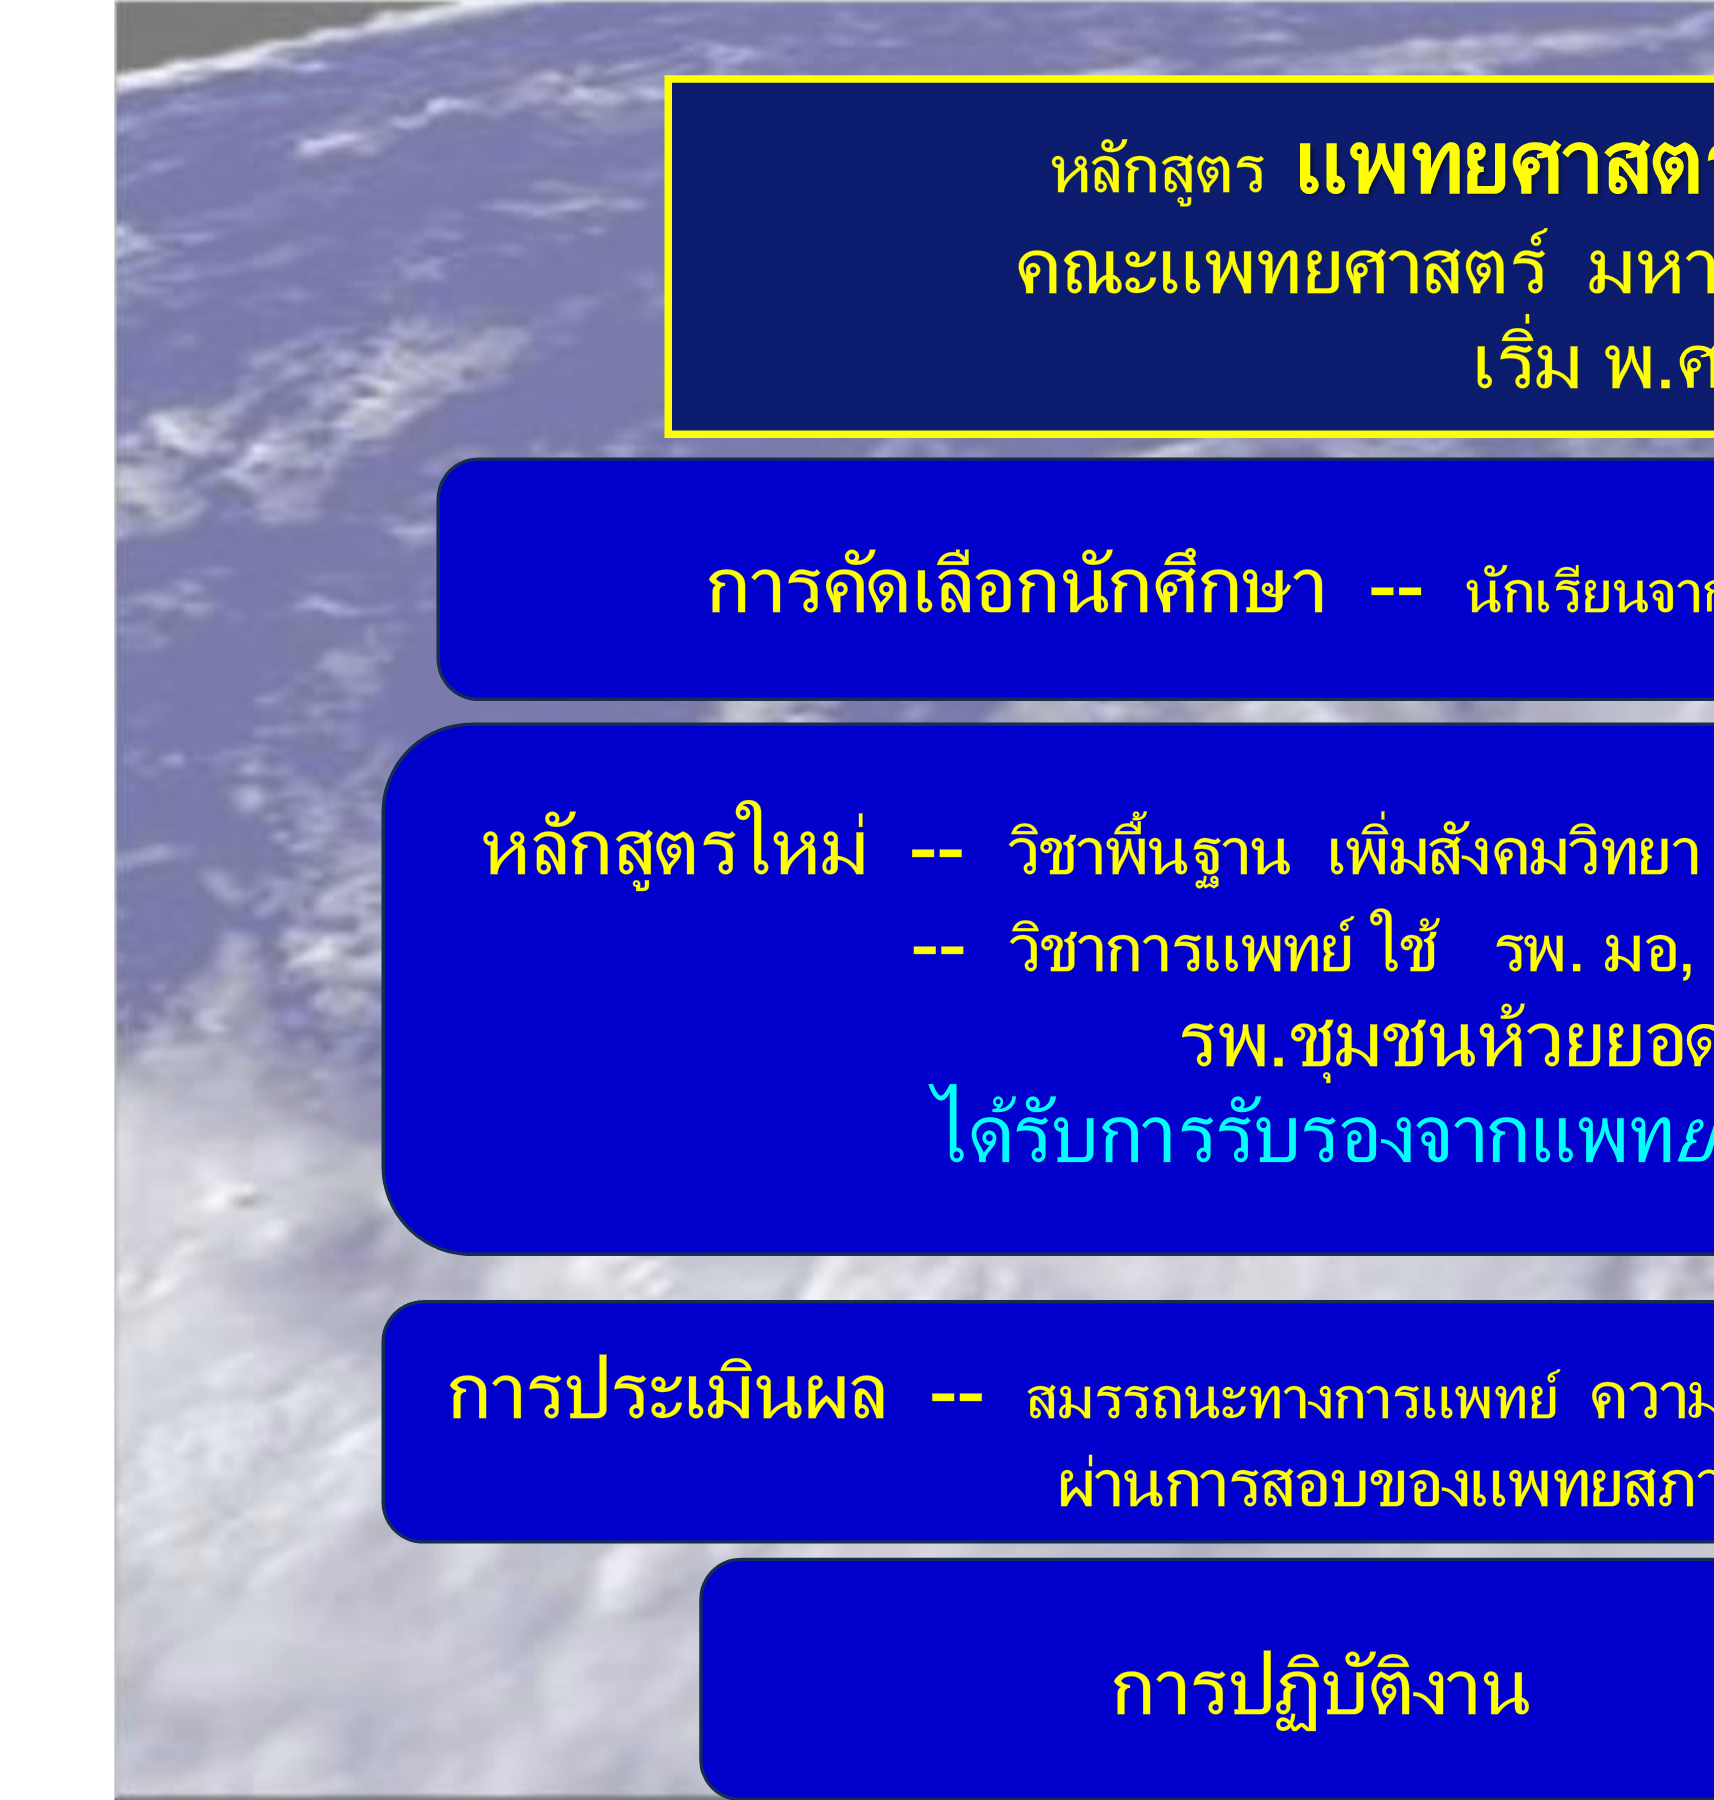 หลักสูตร แพทยศาสตร
คณะแพทยศาสตร์ มหา
เริ่ม พ.ศ
การคัดเลือกนักศึกษา -- นักเรียนจาก
หลักสูตรใหม่ -- วิชาพื้นฐาน เพิ่มสังคมวิทยา
-- วิชาการแพทย์ ใช้ รพ. มอ,
รพ.ชุมชนห้วยยอด
ได้รับการรับรองจากแพทย
การประเมินผล -- สมรรถนะทางการแพทย์ ความ
ผ่านการสอบของแพทยสภา
การปฏิบัติงาน